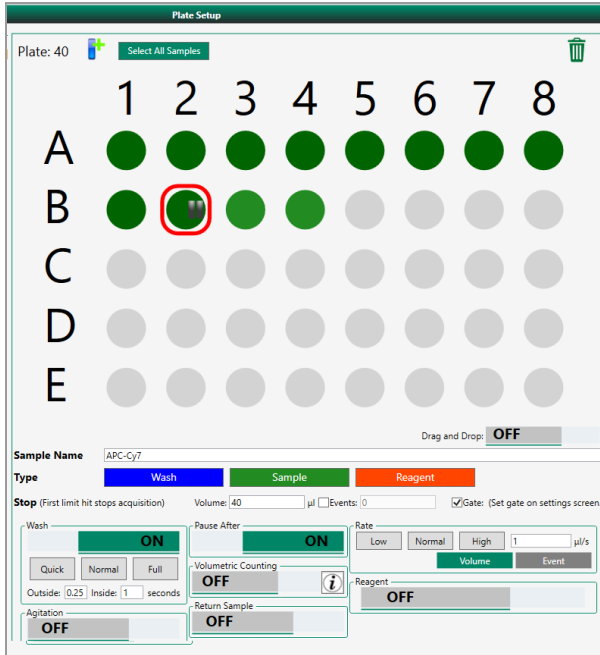 Plate Setup
Plate: 40 Select All Samples
1 2 3 4 5 6 7 8
A
B
C
D
E
Drag and Drop: OFF
Sample Name APC-Cy7
Type Wash Sample Reagent
Stop (First limit hit stops acquisition) Volume: 40 µl Events: 0 Gate: (Set gate on settings screen
Wash Pause After Rate
ON ON Low Normal High 1 µl/s
Quick Normal Full Volumetric Counting Volume Event
OFF i Reagent
Outside: 0.25 Inside: 1 seconds OFF
Agitation Return Sample
OFF OFF